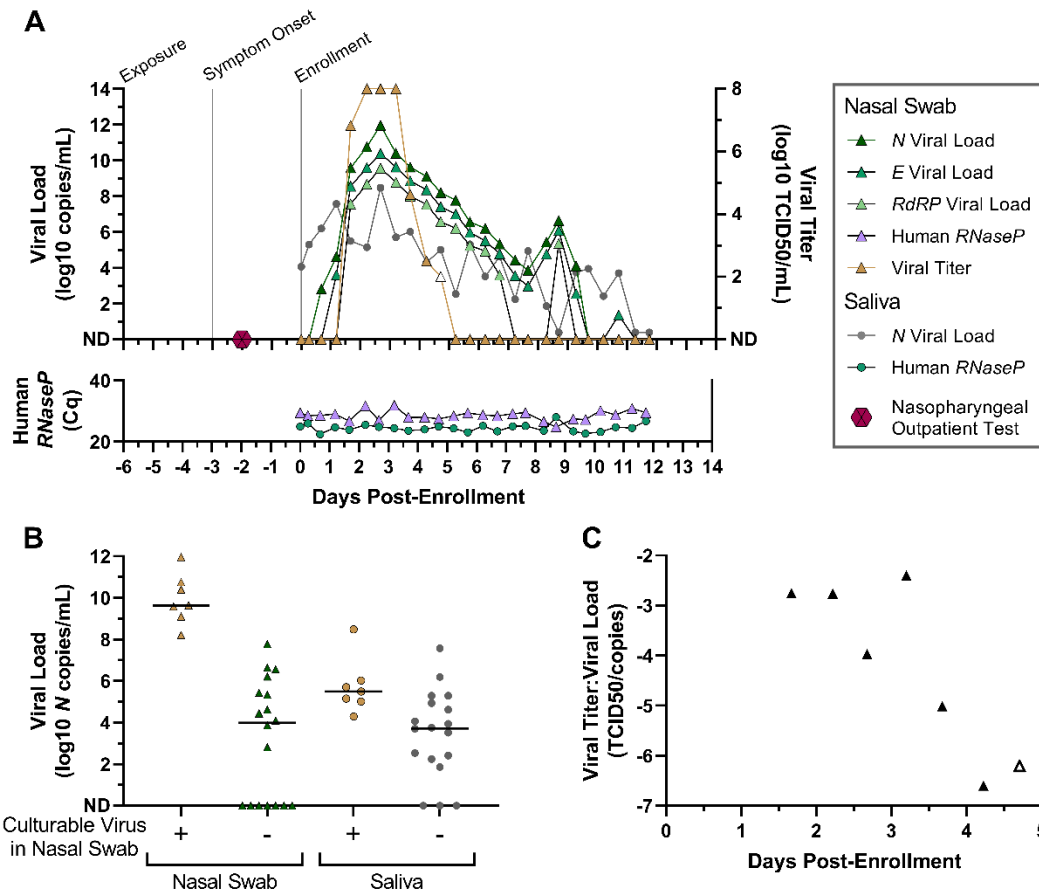 A
Exposure
Symptom Onset
Enrollment
Viral Load
(log10 copies/mL)
14
12
10
8
6
4
2
ND
8
6
4
2
ND
Viral Titer
(log10 TCID50/mL)
Human
RNaseP
(Cq)
40
20
-6 -5 -4 -3 -2 -1 0 1 2 3 4 5 6 7 8 9 10 11 12 13 14
Days Post-Enrollment
Nasal Swab
N Viral Load
E Viral Load
RdRP Viral Load
Human RNaseP
Viral Titer
Saliva
N Viral Load
Human RNaseP
Nasopharyngeal
Outpatient Test
B
Viral Load
(log10 N copies/mL)
12
10
8
6
4
2
ND
Culturable Virus
in Nasal Swab
+ - + -
Nasal Swab Saliva
C
Viral Titer:Viral Load
(TCID50/copies)
-2
-3
-4
-5
-6
-7
0 1 2 3 4 5
Days Post-Enrollment